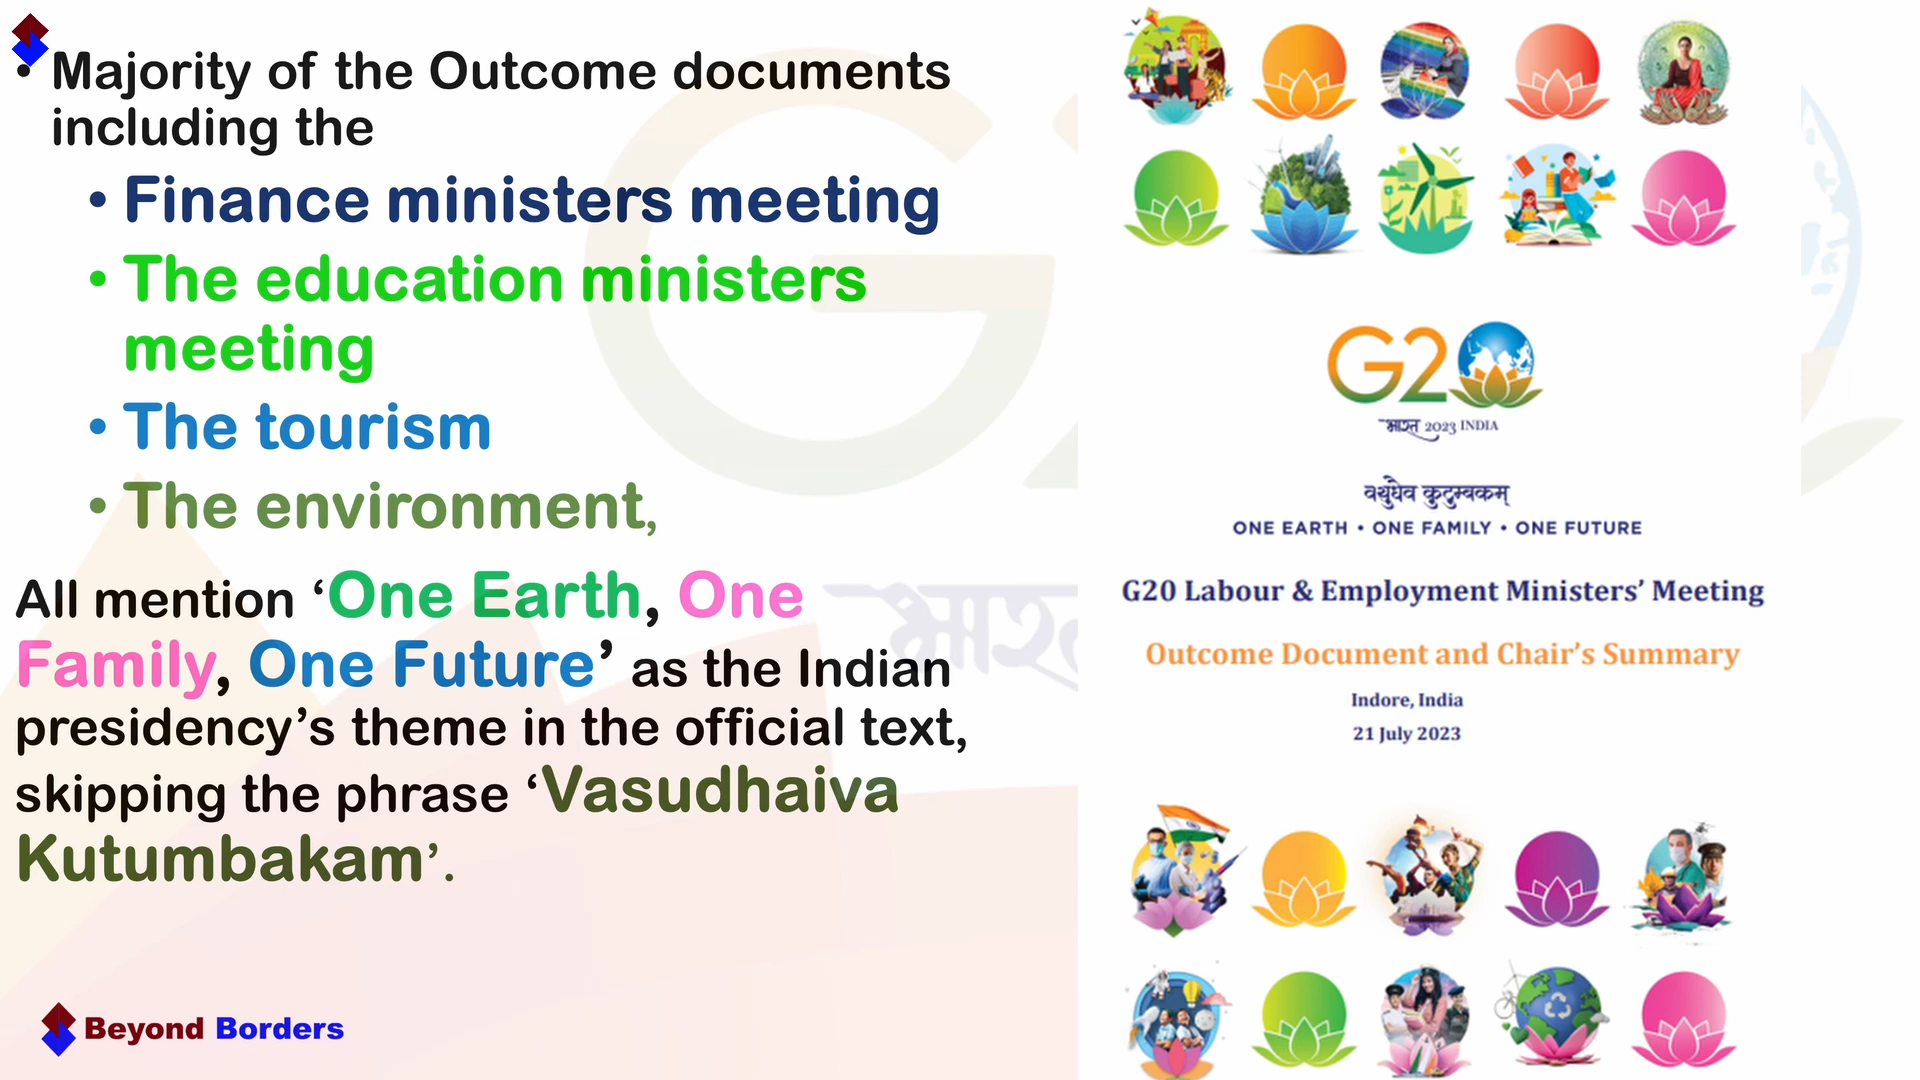 • Majority of the Outcome documents
including the
• Finance ministers meeting
• The education ministers
meeting
• The tourism
• The environment,
All mention ‘One Earth, One
Family, One Future’ as the Indian
presidency’s theme in the official text,
skipping the phrase ‘Vasudhaiva
Kutumbakam’.
Beyond Borders
G20
भारत 2023 INDIA
वसुधैव कुटुम्बकम्
ONE EARTH • ONE FAMILY • ONE FUTURE
G20 Labour & Employment Ministers’ Meeting
Outcome Document and Chair’s Summary
Indore, India
21 July 2023